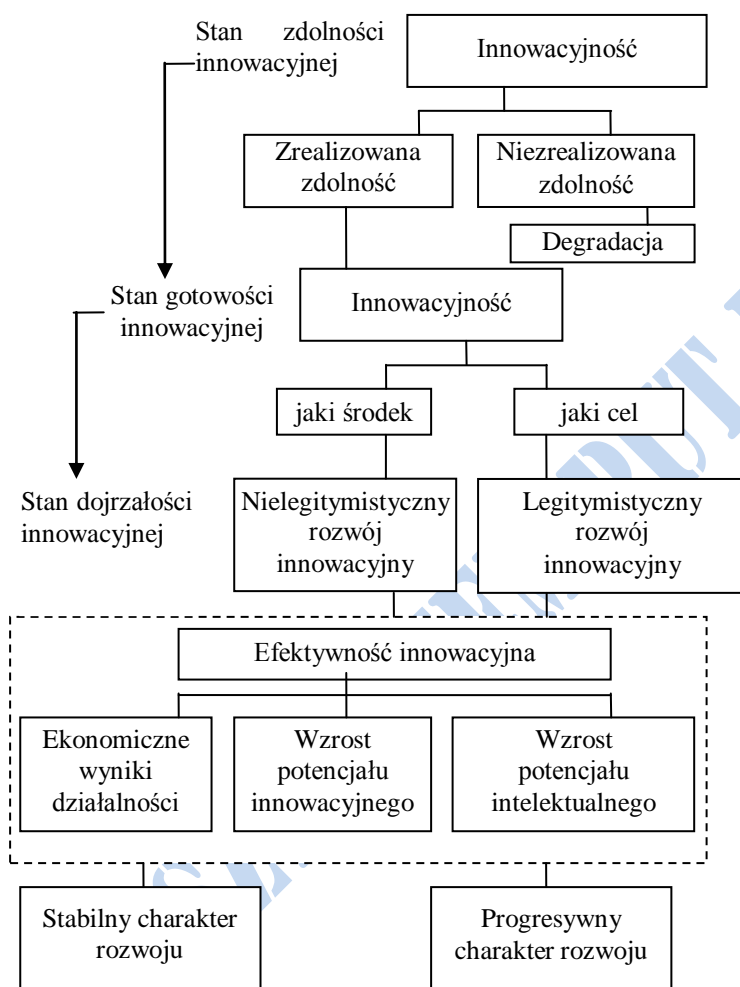 Stan zdolności
innowacyjnej
Innowacyjność
Zrealizowana
zdolność
Niezrealizowana
zdolność
Degradacja
Stan gotowości
innowacyjnej
Innowacyjność
jaki środek
jaki cel
Stan dojrzałości
innowacyjnej
Nielegitymistyczny
rozwój
innowacyjny
Legitymistyczny
rozwój
innowacyjny
Efektywność innowacyjna
Ekonomiczne
wyniki
działalności
Wzrost
potencjału
innowacyjnego
Wzrost
potencjału
intelektualnego
Stabilny charakter
rozwoju
Progresywny
charakter rozwoju